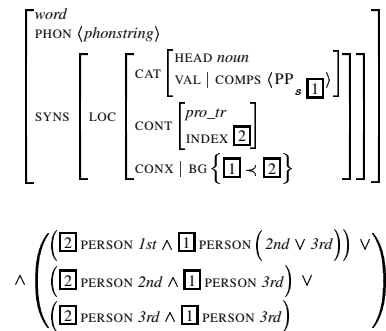 word
PHON ⟨phonstring⟩
HEAD noun
CAT
VAL | COMPS ⟨PP s 1⟩
SYNS LOC CONT pro_tr
INDEX 2
CONX | BG { 1 ≺ 2 }
( 2 PERSON 1st ∧ 1 PERSON ( 2nd ∨ 3rd ) ) ∨
∧ ( 2 PERSON 2nd ∧ 1 PERSON 3rd ) ∨
( 2 PERSON 3rd ∧ 1 PERSON 3rd )